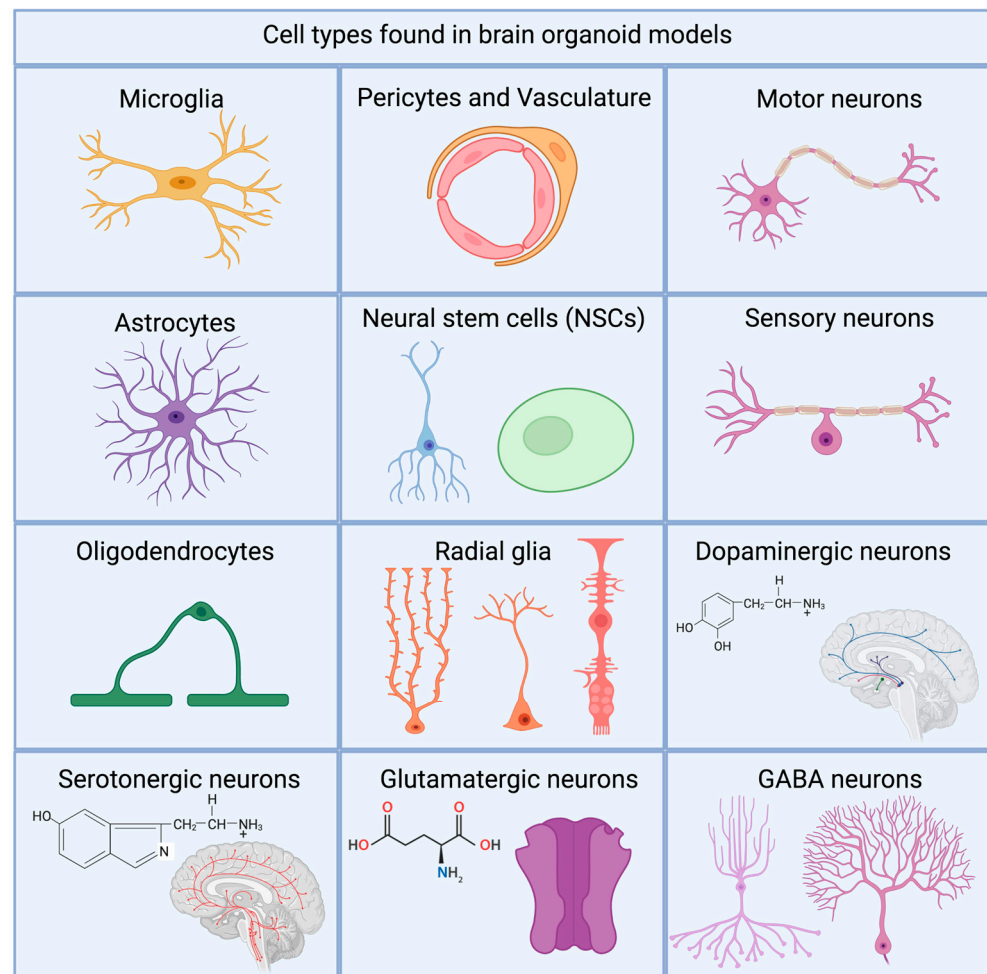 Cell types found in brain organoid models
Microglia
Pericytes and Vasculature
Motor neurons
Astrocytes
Neural stem cells (NSCs)
Sensory neurons
Oligodendrocytes
Radial glia
Dopaminergic neurons
H
CH₂—CH—NH₃
+
HO
OH
Serotonergic neurons
H
HO
CH₂—CH—NH₃
+
N
Glutamatergic neurons
O O
HO OH
NH₂
GABA neurons